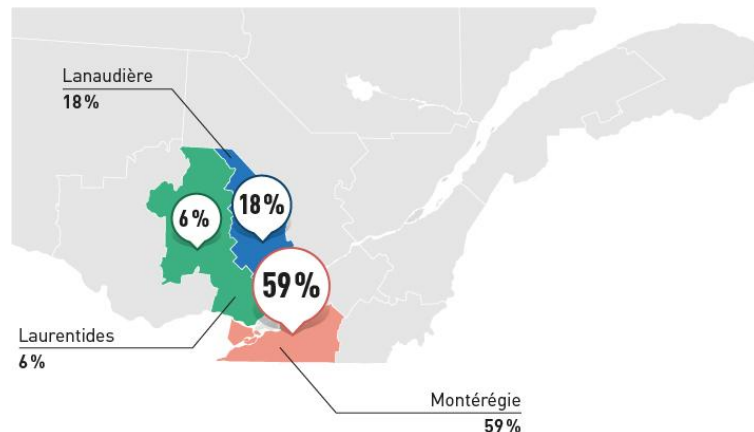 Lanaudière
18 %
6 %
18 %
59 %
Laurentides
6 %
Montérégie
59 %